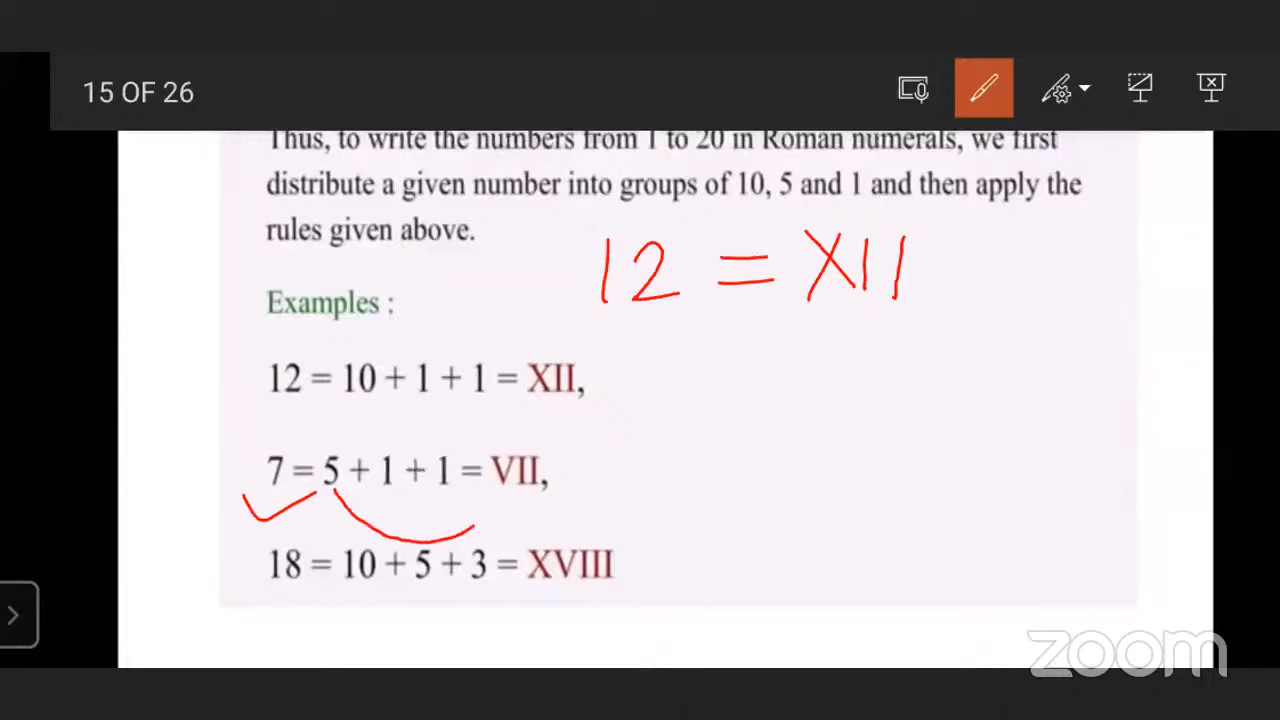 15 OF 26
Thus, to write the numbers from 1 to 20 in Roman numerals, we first
distribute a given number into groups of 10, 5 and 1 and then apply the
rules given above.
12 = XII
Examples :
12 = 10 + 1 + 1 = XII,
7 = 5 + 1 + 1 = VII,
18 = 10 + 5 + 3 = XVIII
zoom